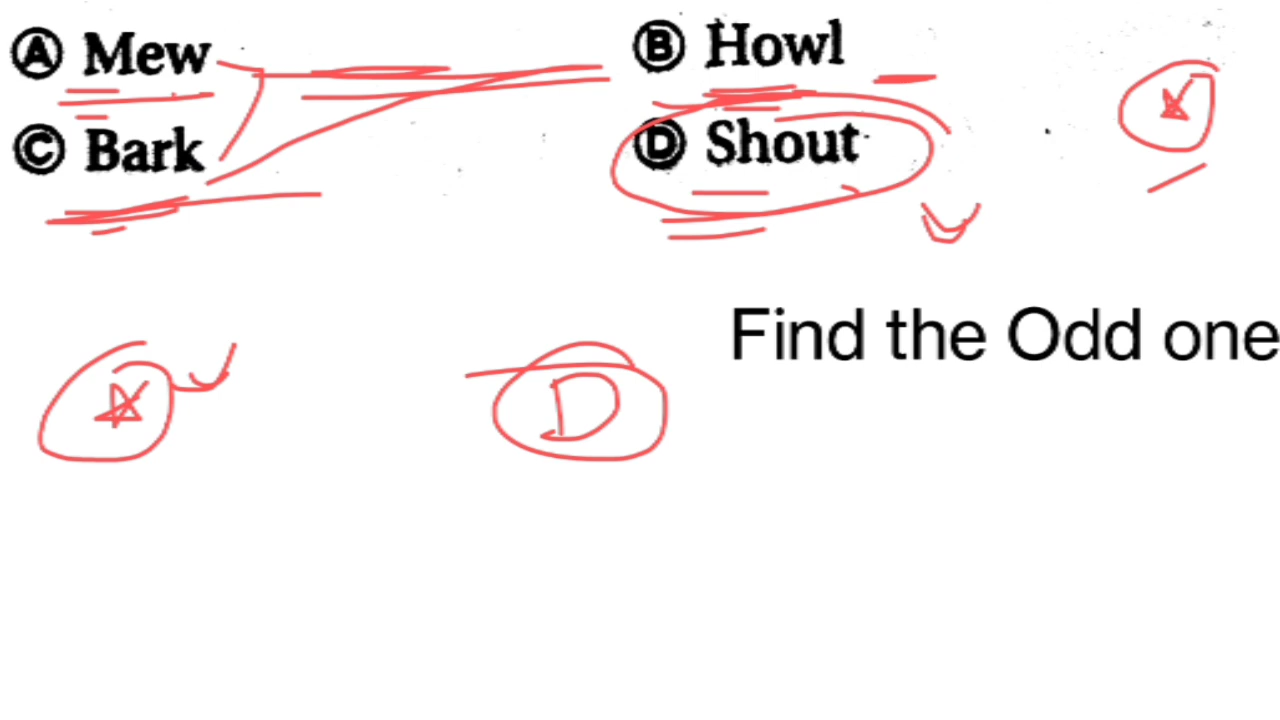 Ⓐ Mew Ⓑ Howl
Ⓒ Bark Ⓓ Shout
Find the Odd one
D